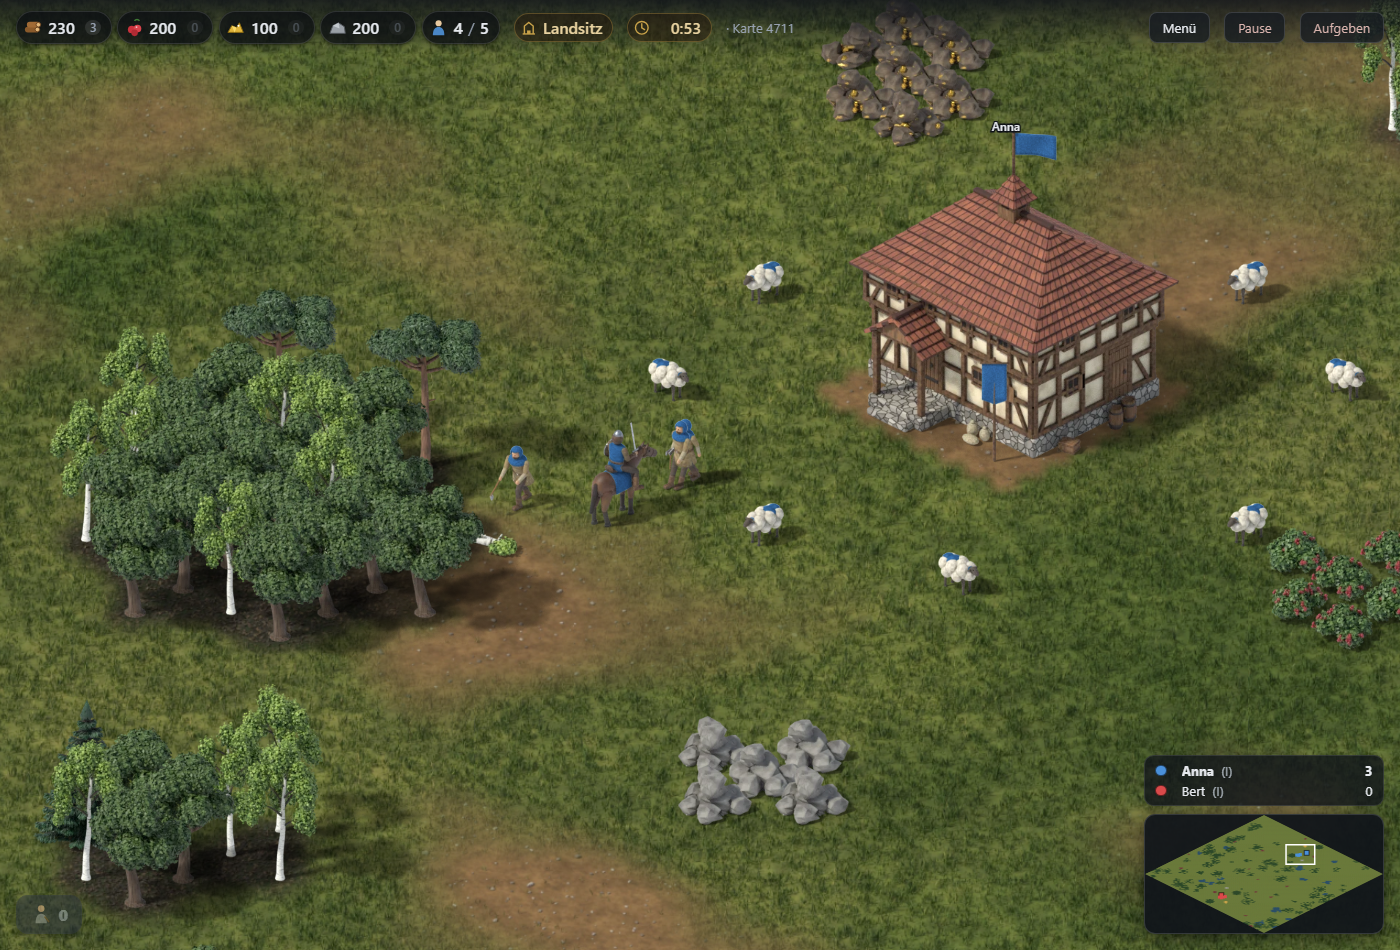 230 3 200 0 100 0 200 0 4 / 5 Landsitz 0:53 · Karte 4711 Menü Pause Aufgeben
Anna
Anna (I) 3
Bert (I) 0
0